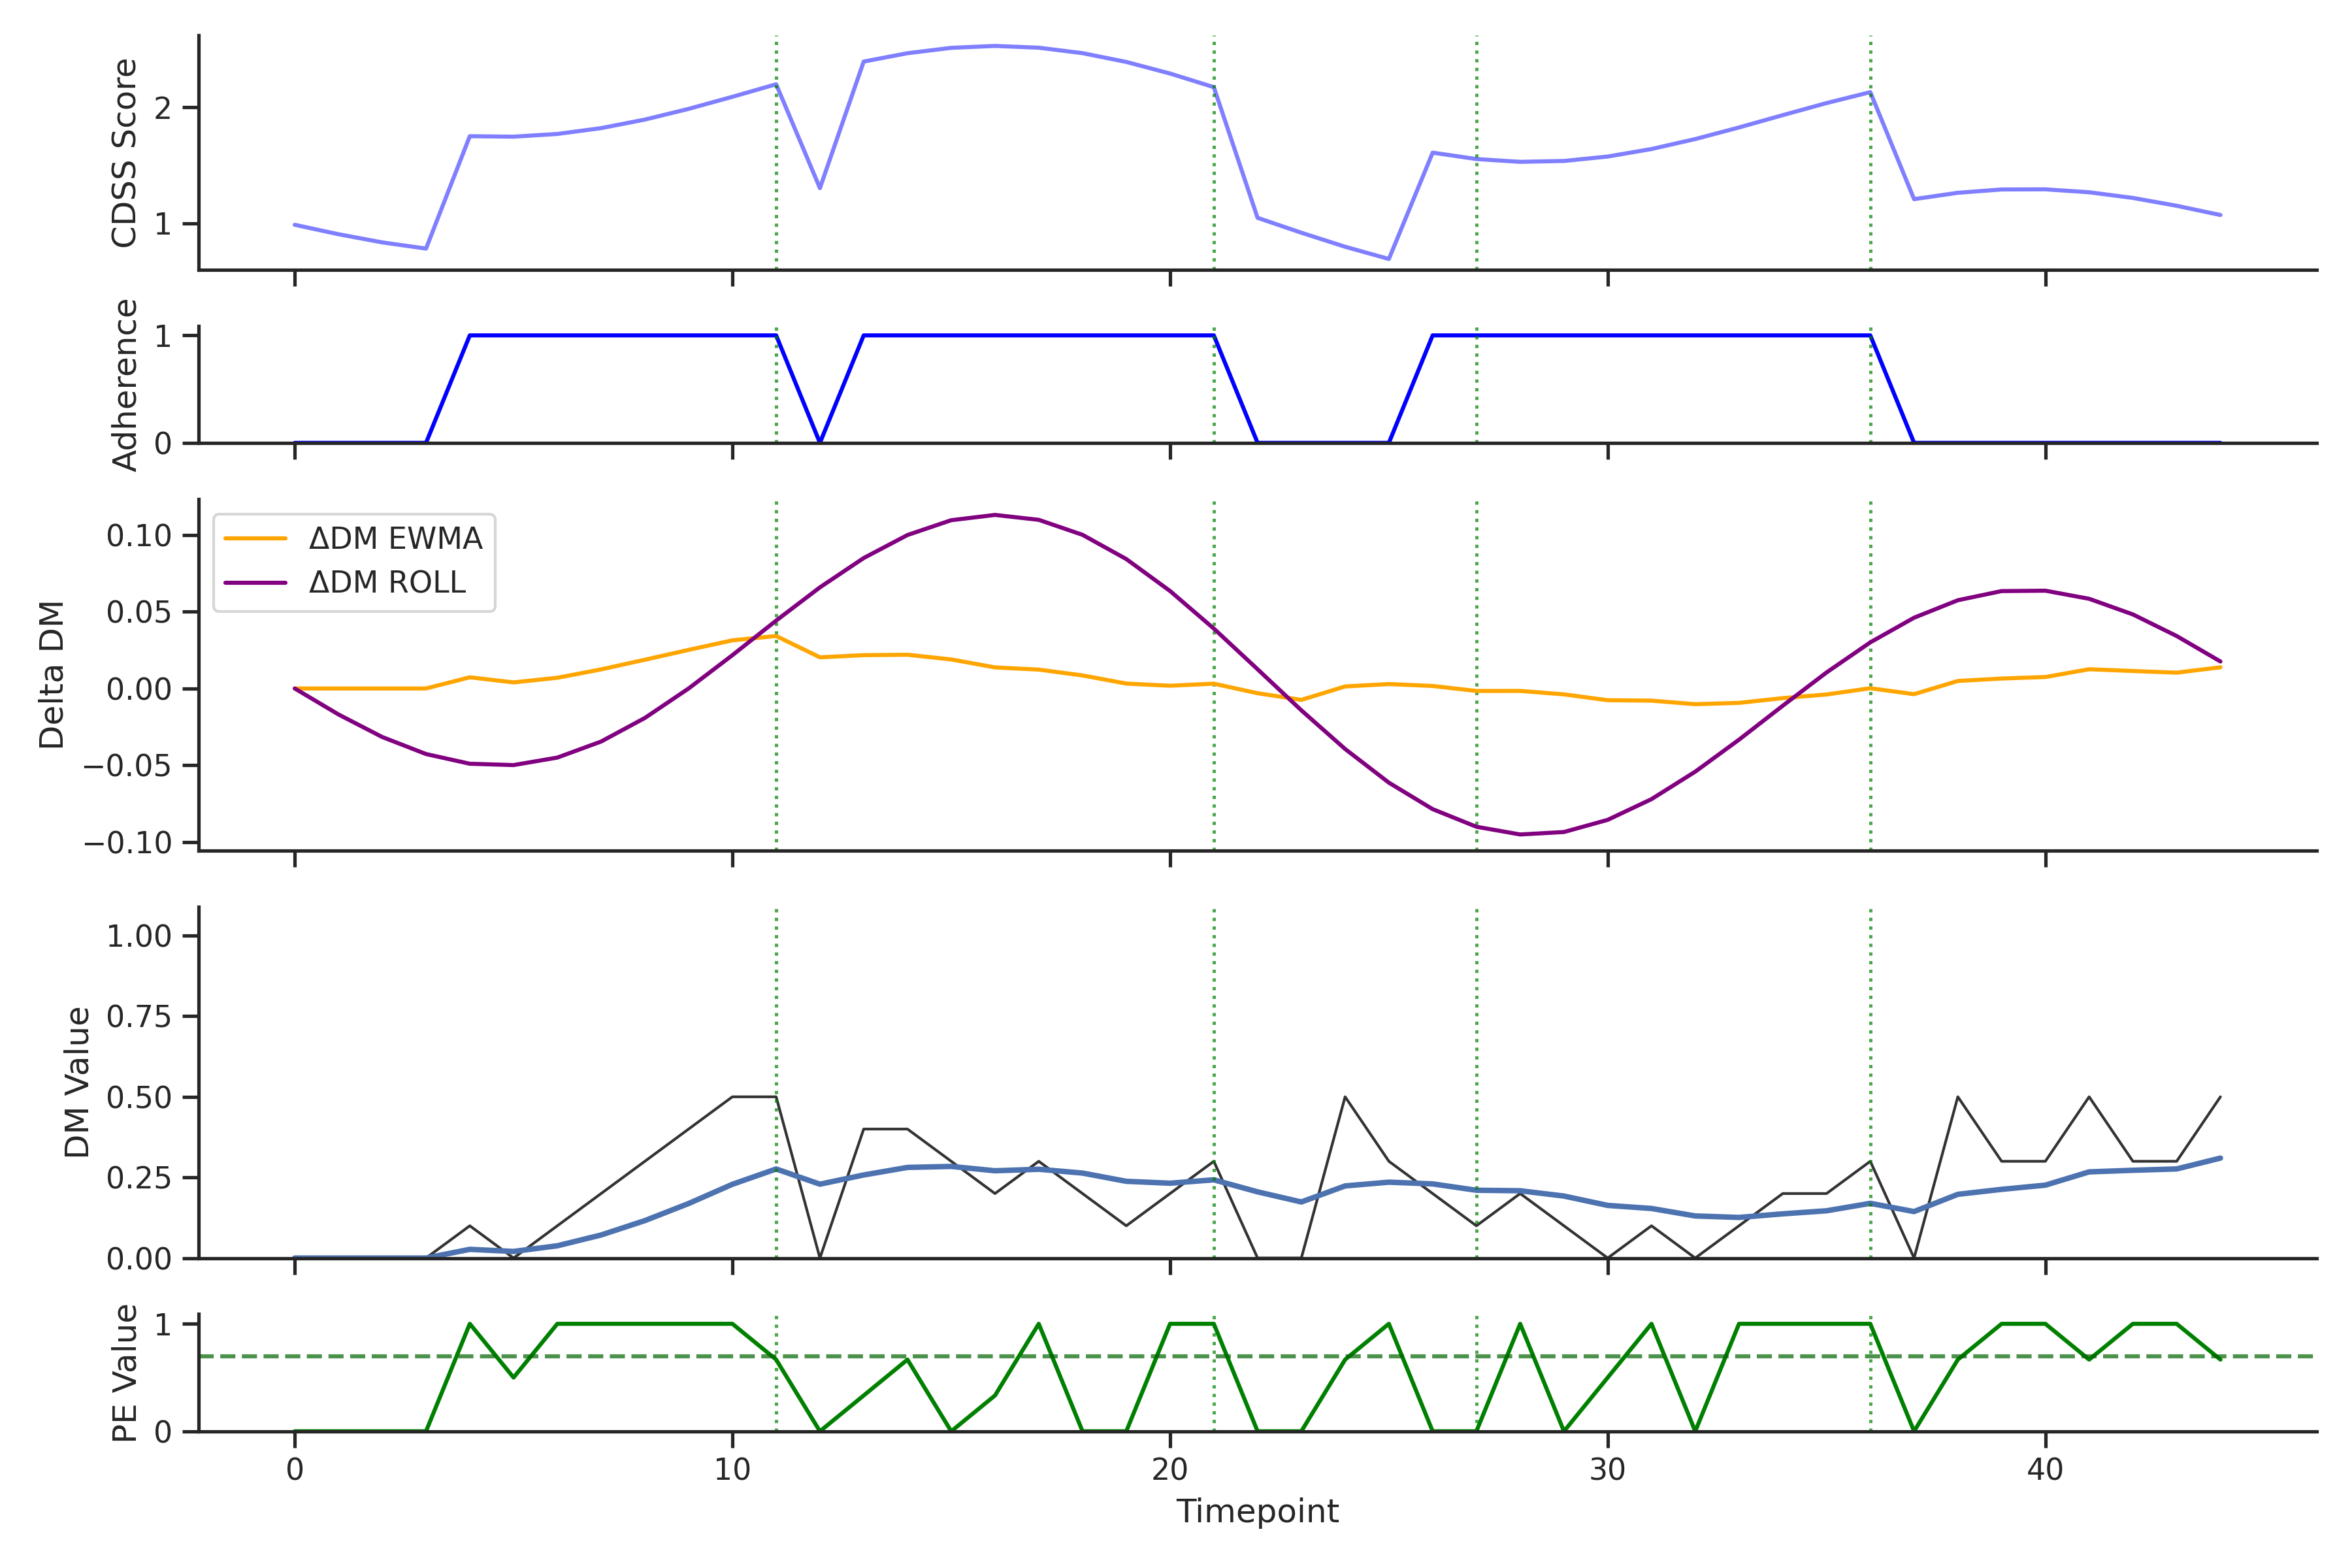 CDSS Score
2
1
Adherence
1
0
Delta DM
0.10
0.05
0.00
−0.05
−0.10
ΔDM EWMA
ΔDM ROLL
DM Value
1.00
0.75
0.50
0.25
0.00
PE Value
1
0
0 10 20 30 40
Timepoint